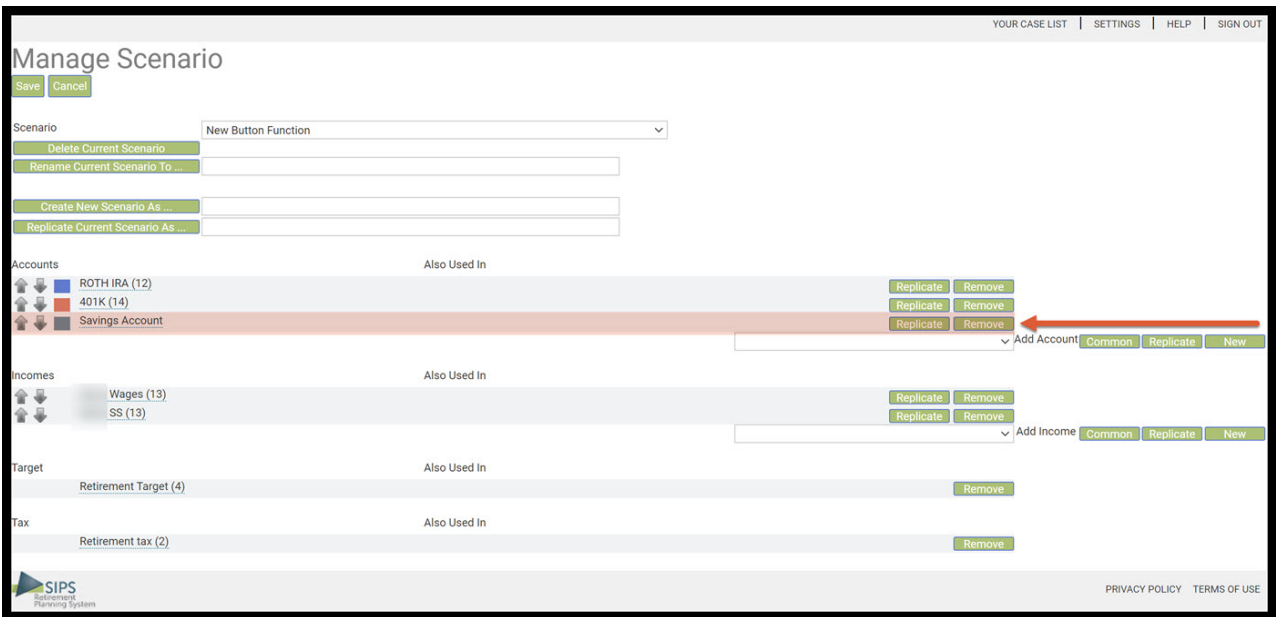 YOUR CASE LIST | SETTINGS | HELP | SIGN OUT
Manage Scenario
Save Cancel
Scenario New Button Function
Delete Current Scenario
Rename Current Scenario To ...
Create New Scenario As ...
Replicate Current Scenario As ...
Accounts Also Used In
ROTH IRA (12) Replicate Remove
401K (14) Replicate Remove
Savings Account Replicate Remove
Add Account Common Replicate New
Incomes Also Used In
Wages (13) Replicate Remove
SS (13) Replicate Remove
Add Income Common Replicate New
Target Also Used In
Retirement Target (4) Remove
Tax Also Used In
Retirement tax (2) Remove
SIPS
Retirement
Planning System
PRIVACY POLICY TERMS OF USE